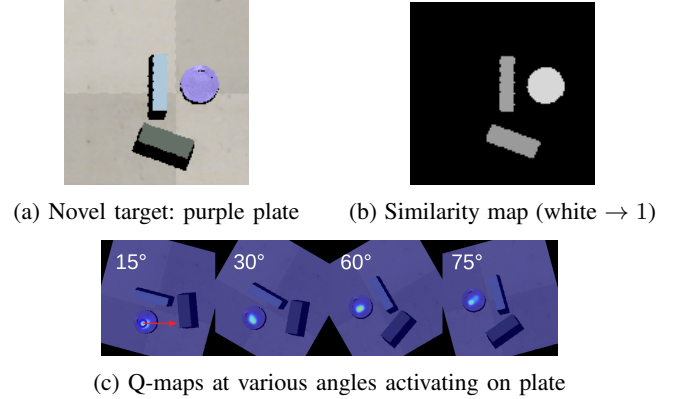 (a) Novel target: purple plate
(b) Similarity map (white → 1)
15° 30° 60° 75°
(c) Q-maps at various angles activating on plate